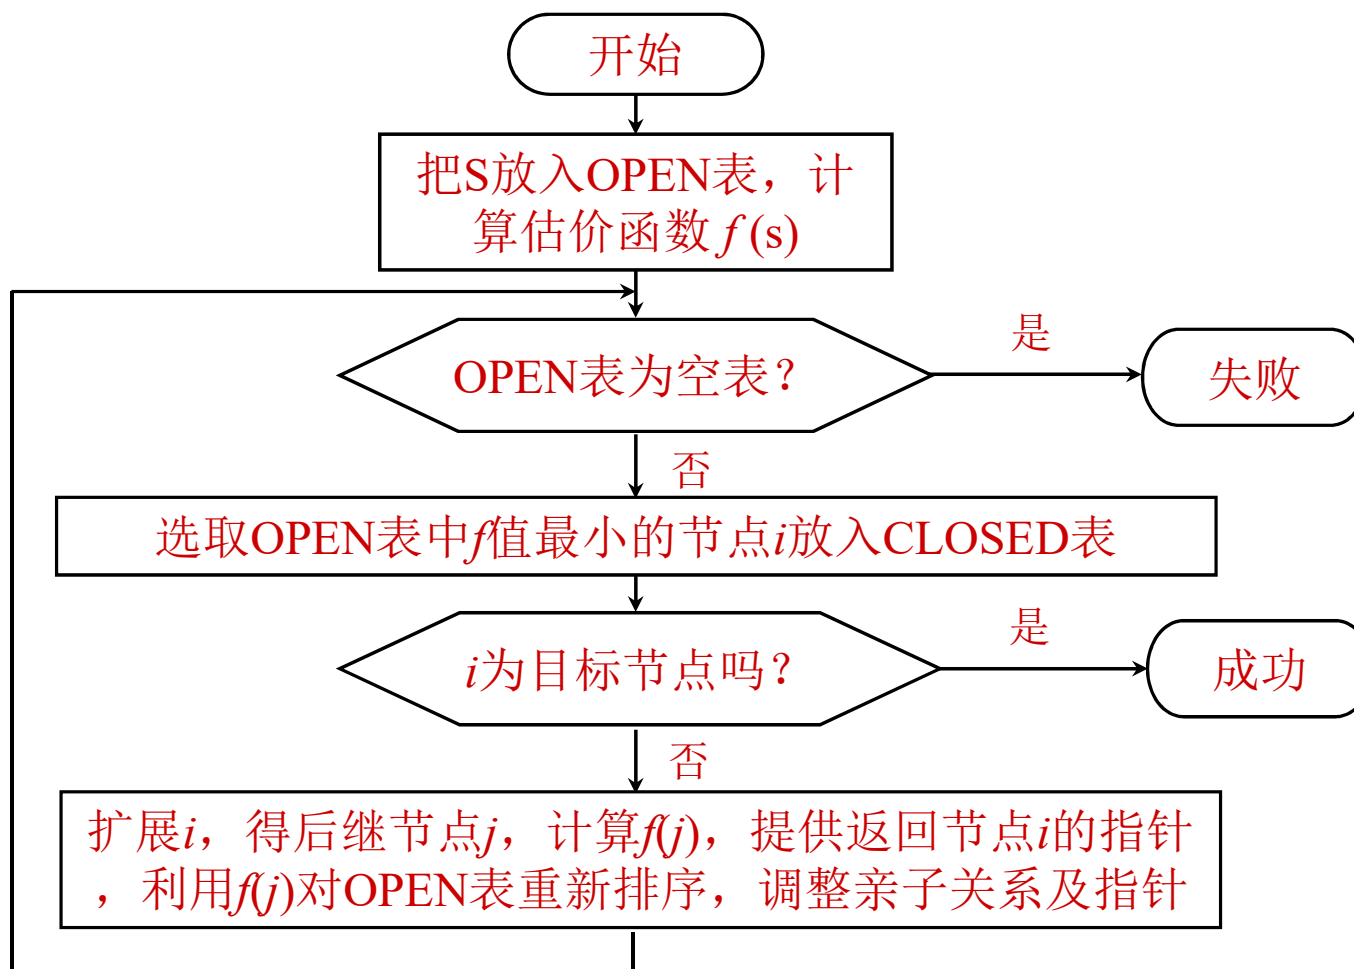 开始
把S放入OPEN表，计
算估价函数 f (s)
OPEN表为空表？
是
失败
否
选取OPEN表中f值最小的节点i放入CLOSED表
i为目标节点吗？
是
成功
否
扩展i，得后继节点j，计算f(j)，提供返回节点i的指针
，利用f(j)对OPEN表重新排序，调整亲子关系及指针